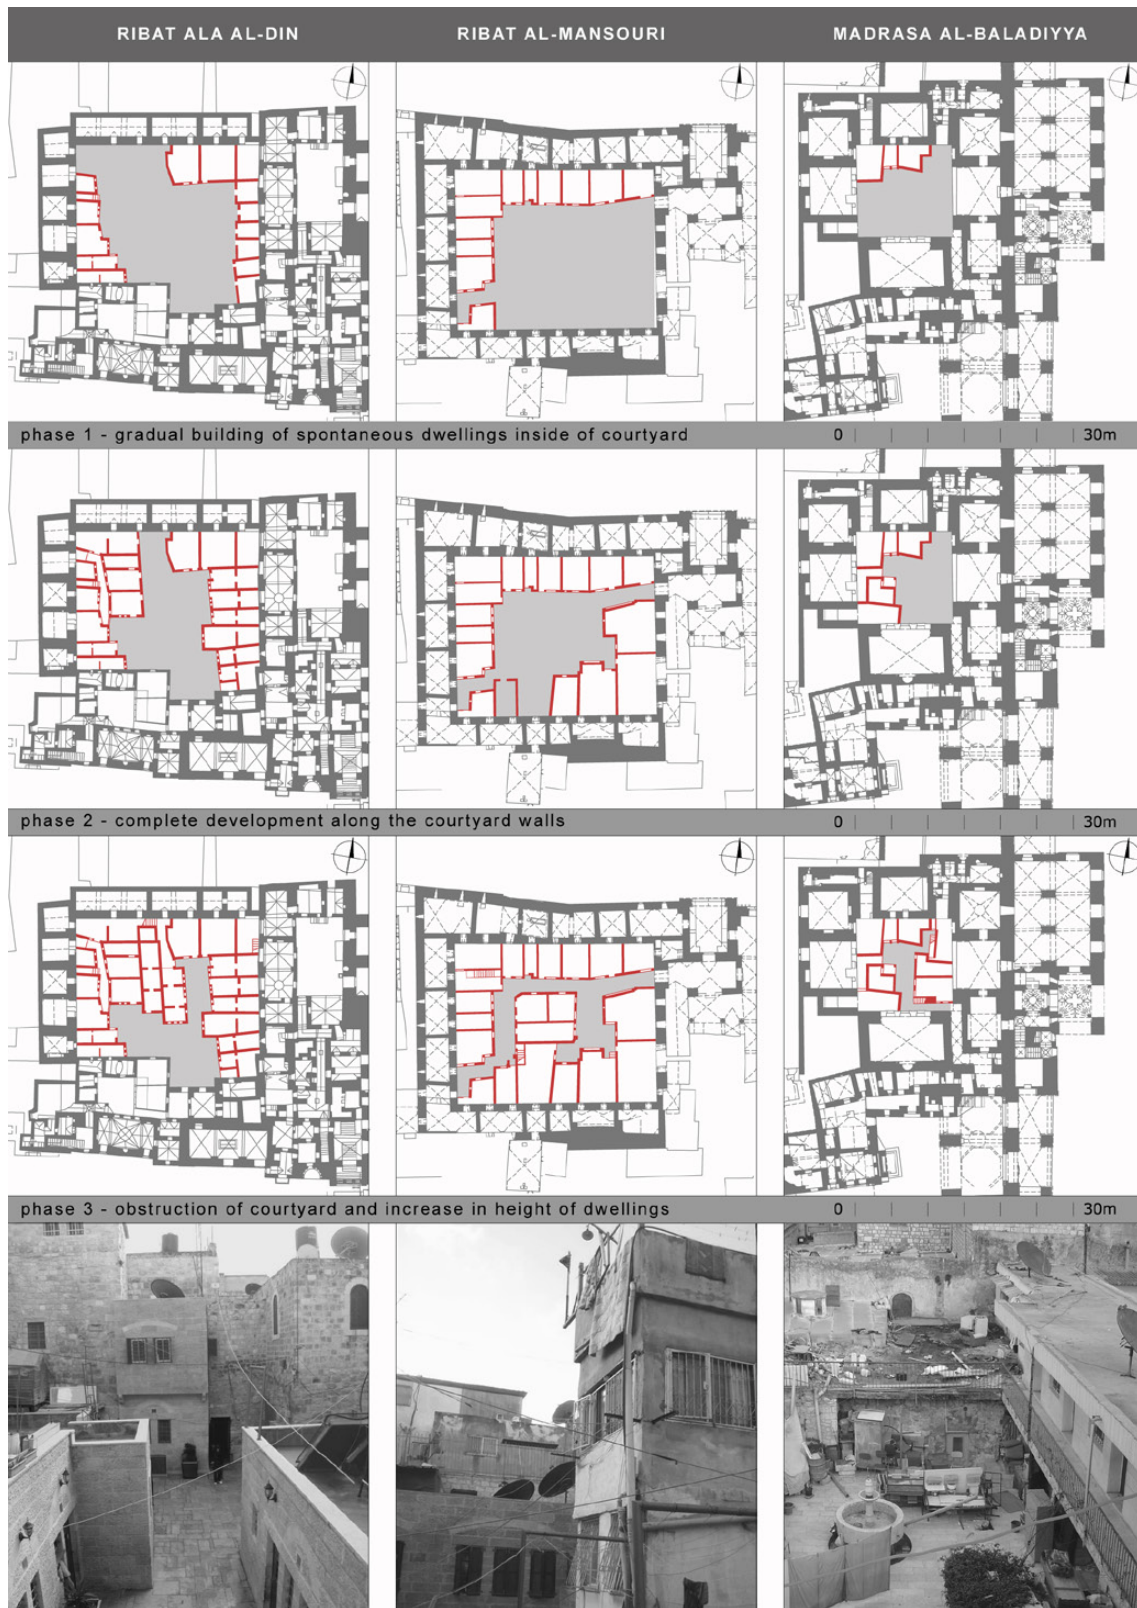 RIBAT ALA AL-DIN
RIBAT AL-MANSOURI
MADRASA AL-BALADIYYA
phase 1 - gradual building of spontaneous dwellings inside of courtyard
0 30m
phase 2 - complete development along the courtyard walls
0 30m
phase 3 - obstruction of courtyard and increase in height of dwellings
0 30m